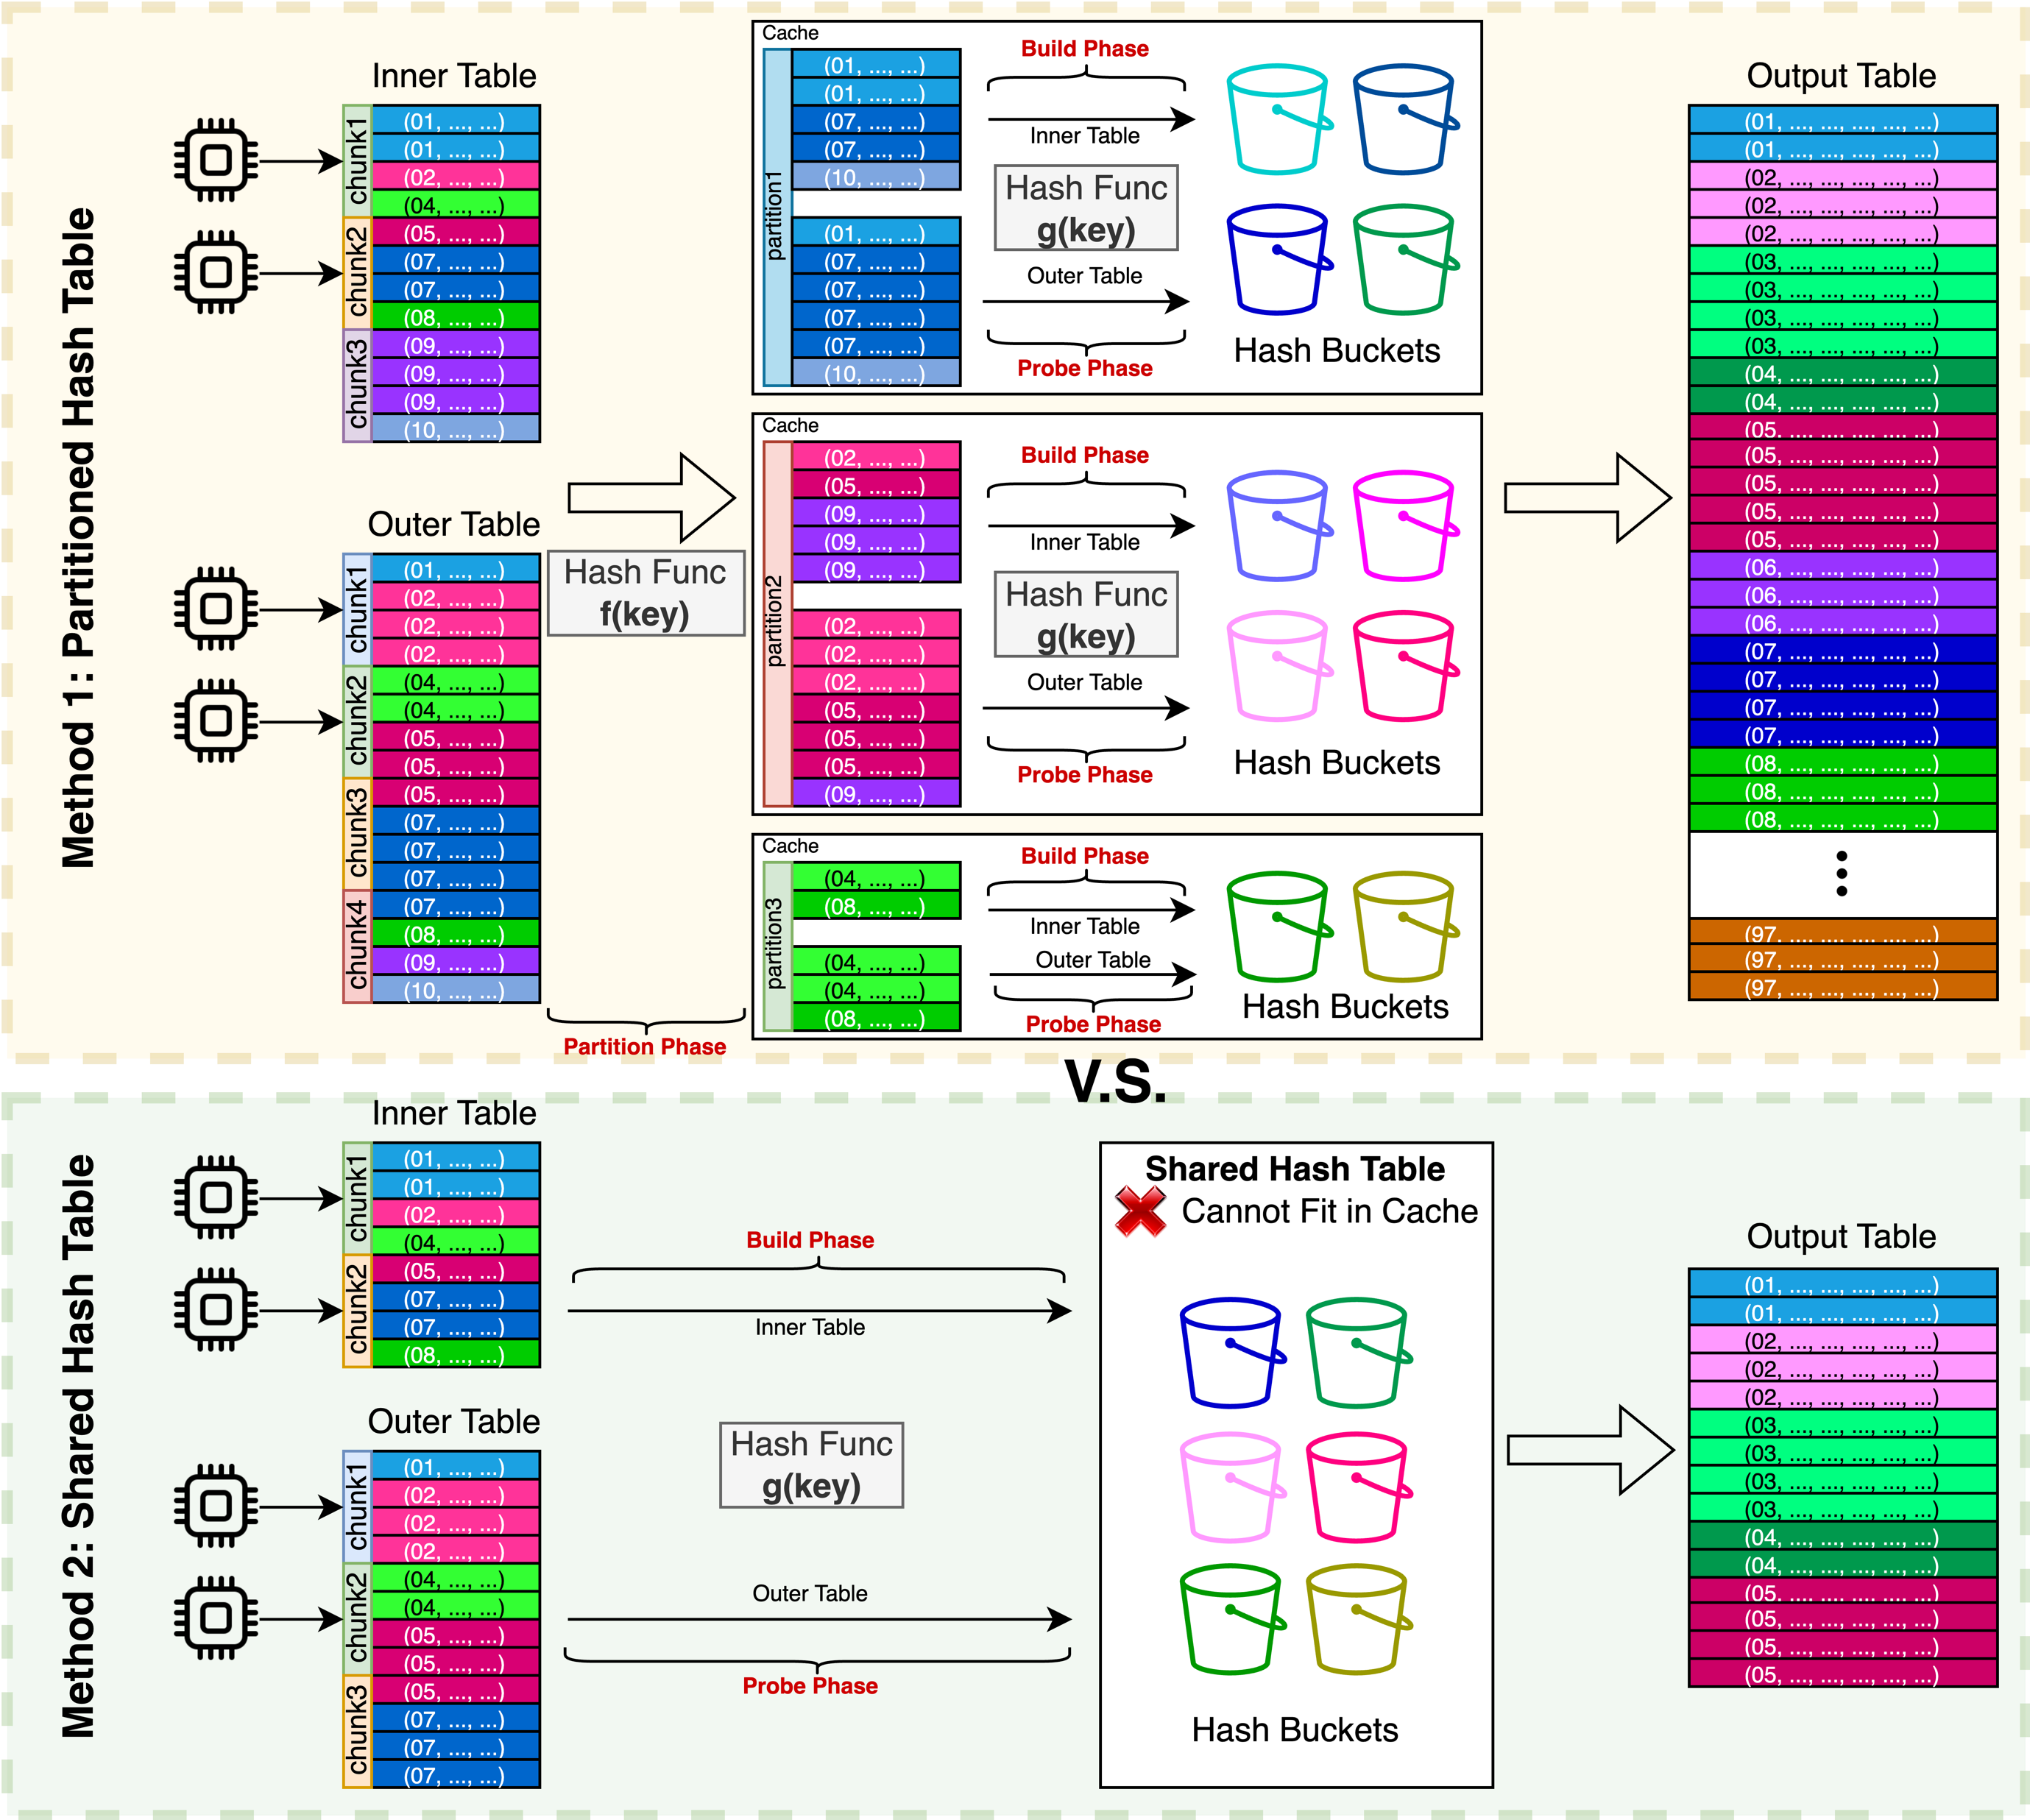 Method 1: Partitioned Hash Table
Inner Table
chunk1
(01, ..., ...)
(01, ..., ...)
(02, ..., ...)
(04, ..., ...)
chunk2
(05, ..., ...)
(07, ..., ...)
(07, ..., ...)
(08, ..., ...)
chunk3
(09, ..., ...)
(09, ..., ...)
(09, ..., ...)
(10, ..., ...)
Outer Table
chunk1
(01, ..., ...)
(02, ..., ...)
(02, ..., ...)
(02, ..., ...)
chunk2
(04, ..., ...)
(04, ..., ...)
(05, ..., ...)
(05, ..., ...)
chunk3
(05, ..., ...)
(07, ..., ...)
(07, ..., ...)
(07, ..., ...)
chunk4
(07, ..., ...)
(08, ..., ...)
(09, ..., ...)
(10, ..., ...)
Hash Func
f(key)
Partition Phase
Cache
partition1
(01, ..., ...)
(01, ..., ...)
(07, ..., ...)
(07, ..., ...)
(10, ..., ...)
(01, ..., ...)
(07, ..., ...)
(07, ..., ...)
(07, ..., ...)
(07, ..., ...)
(10, ..., ...)
Build Phase
Inner Table
Hash Func
g(key)
Outer Table
Probe Phase
Hash Buckets
Cache
partition2
(02, ..., ...)
(05, ..., ...)
(09, ..., ...)
(09, ..., ...)
(09, ..., ...)
(02, ..., ...)
(02, ..., ...)
(02, ..., ...)
(05, ..., ...)
(05, ..., ...)
(05, ..., ...)
(09, ..., ...)
Build Phase
Inner Table
Hash Func
g(key)
Outer Table
Probe Phase
Hash Buckets
Cache
partition3
(04, ..., ...)
(08, ..., ...)
(04, ..., ...)
(04, ..., ...)
(08, ..., ...)
Build Phase
Inner Table
Outer Table
Probe Phase
Hash Buckets
Output Table
(01, ..., ..., ..., ..., ...)
(01, ..., ..., ..., ..., ...)
(02, ..., ..., ..., ..., ...)
(02, ..., ..., ..., ..., ...)
(02, ..., ..., ..., ..., ...)
(03, ..., ..., ..., ..., ...)
(03, ..., ..., ..., ..., ...)
(03, ..., ..., ..., ..., ...)
(03, ..., ..., ..., ..., ...)
(04, ..., ..., ..., ..., ...)
(04, ..., ..., ..., ..., ...)
(05, ..., ..., ..., ..., ...)
(05, ..., ..., ..., ..., ...)
(05, ..., ..., ..., ..., ...)
(05, ..., ..., ..., ..., ...)
(05, ..., ..., ..., ..., ...)
(06, ..., ..., ..., ..., ...)
(06, ..., ..., ..., ..., ...)
(06, ..., ..., ..., ..., ...)
(07, ..., ..., ..., ..., ...)
(07, ..., ..., ..., ..., ...)
(07, ..., ..., ..., ..., ...)
(07, ..., ..., ..., ..., ...)
(08, ..., ..., ..., ..., ...)
(08, ..., ..., ..., ..., ...)
(08, ..., ..., ..., ..., ...)
(97, ..., ..., ..., ..., ...)
(97, ..., ..., ..., ..., ...)
(97, ..., ..., ..., ..., ...)
V.S.
Method 2: Shared Hash Table
Inner Table
chunk1
(01, ..., ...)
(01, ..., ...)
(02, ..., ...)
(04, ..., ...)
chunk2
(05, ..., ...)
(07, ..., ...)
(07, ..., ...)
(08, ..., ...)
Outer Table
chunk1
(01, ..., ...)
(02, ..., ...)
(02, ..., ...)
(02, ..., ...)
chunk2
(04, ..., ...)
(04, ..., ...)
(05, ..., ...)
(05, ..., ...)
chunk3
(05, ..., ...)
(07, ..., ...)
(07, ..., ...)
(07, ..., ...)
Build Phase
Inner Table
Hash Func
g(key)
Outer Table
Probe Phase
Shared Hash Table
Cannot Fit in Cache
Hash Buckets
Output Table
(01, ..., ..., ..., ..., ...)
(01, ..., ..., ..., ..., ...)
(02, ..., ..., ..., ..., ...)
(02, ..., ..., ..., ..., ...)
(02, ..., ..., ..., ..., ...)
(03, ..., ..., ..., ..., ...)
(03, ..., ..., ..., ..., ...)
(03, ..., ..., ..., ..., ...)
(03, ..., ..., ..., ..., ...)
(04, ..., ..., ..., ..., ...)
(04, ..., ..., ..., ..., ...)
(05, ..., ..., ..., ..., ...)
(05, ..., ..., ..., ..., ...)
(05, ..., ..., ..., ..., ...)
(05, ..., ..., ..., ..., ...)